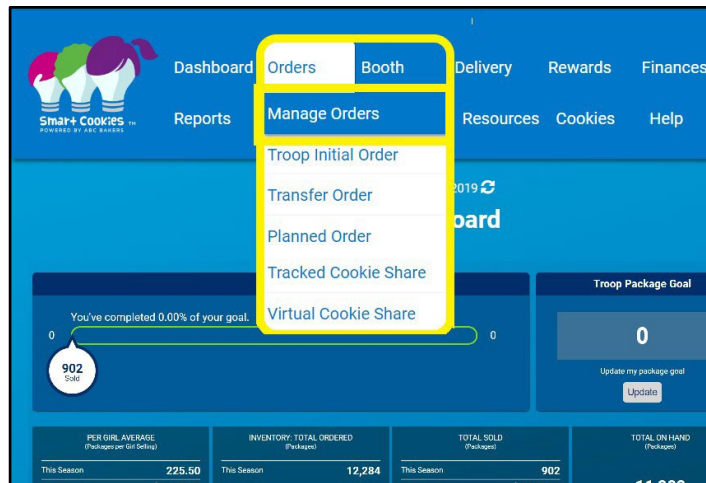 Dashboard Orders Booth Delivery Rewards Finances
Smart Cookies TM
POWERED BY ABC BAKERS
Reports Manage Orders Resources Cookies Help
Troop Initial Order
Transfer Order
2019
Planned Order
oard
Tracked Cookie Share
Virtual Cookie Share
Troop Package Goal
You've completed 0.00% of your goal.
0 0
902
Sold
0
Update my package goal
Update
PER GIRL AVERAGE
(Packages per Girl Selling)
This Season 225.50
INVENTORY: TOTAL ORDERED
(Packages)
This Season 12,284
TOTAL SOLD
(Packages)
This Season 902
TOTAL ON HAND
(Packages)